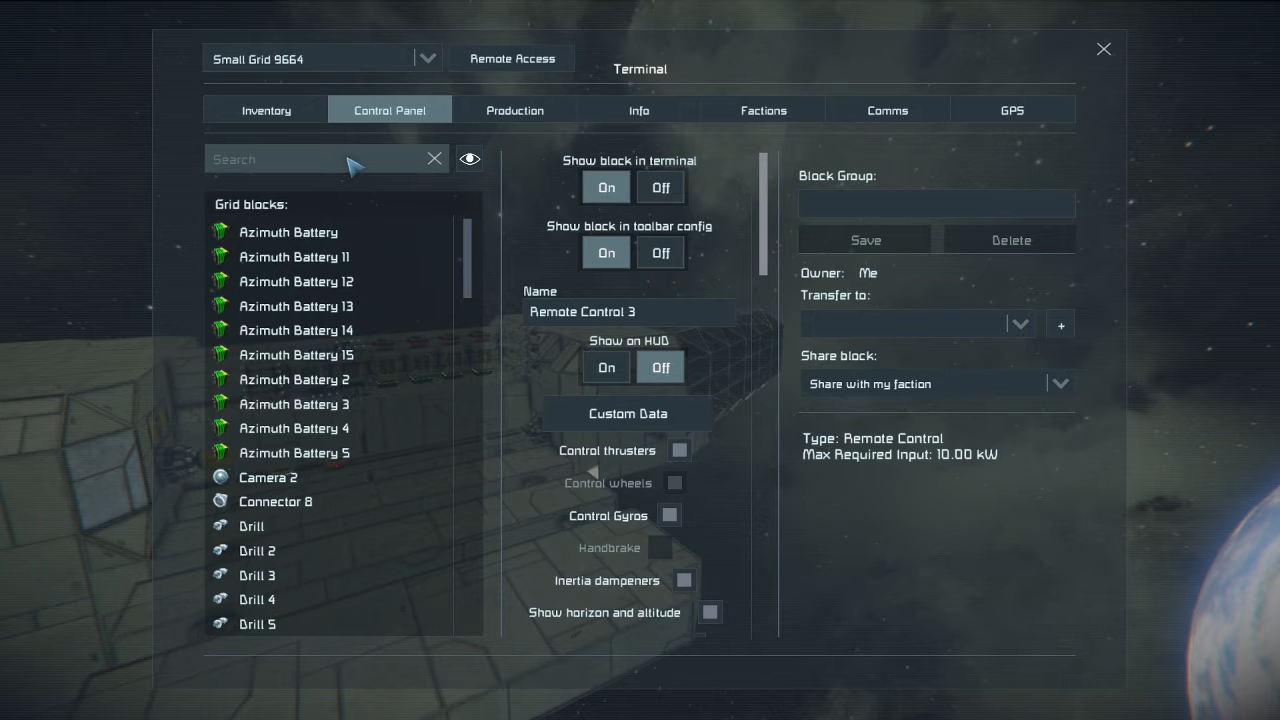 Small Grid 9664
Remote Access
Terminal
Inventory
Control Panel
Production
Info
Factions
Comms
GPS
Search
Grid blocks:
Azimuth Battery
Azimuth Battery 11
Azimuth Battery 12
Azimuth Battery 13
Azimuth Battery 14
Azimuth Battery 15
Azimuth Battery 2
Azimuth Battery 3
Azimuth Battery 4
Azimuth Battery 5
Camera 2
Connector 8
Drill
Drill 2
Drill 3
Drill 4
Drill 5
Show block in terminal
On Off
Show block in toolbar config
On Off
Name
Remote Control 3
Show on HUD
On Off
Custom Data
Control thrusters
Control wheels
Control Gyros
Handbrake
Inertia dampeners
Show horizon and altitude
Block Group:
Save
Delete
Owner: Me
Transfer to:
+
Share block:
Share with my faction
Type: Remote Control
Max Required Input: 10.00 kW